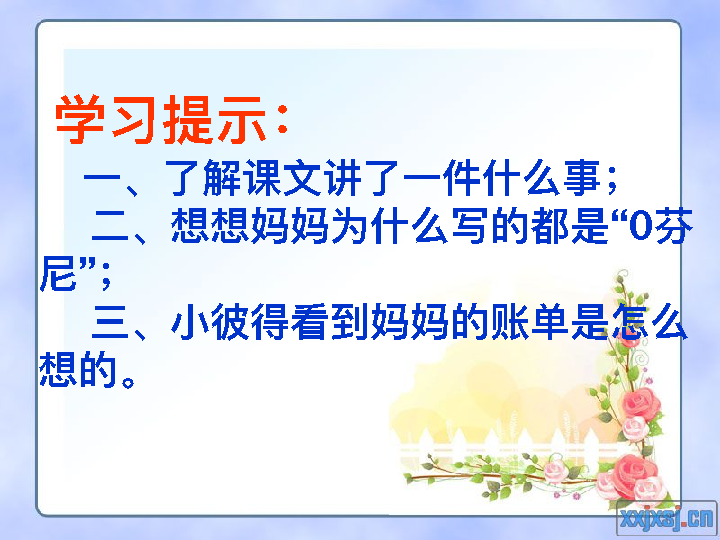 学习提示：
一、了解课文讲了一件什么事；
二、想想妈妈为什么写的都是“0芬
尼”；
三、小彼得看到妈妈的账单是怎么
想的。
xxjxsj.cn